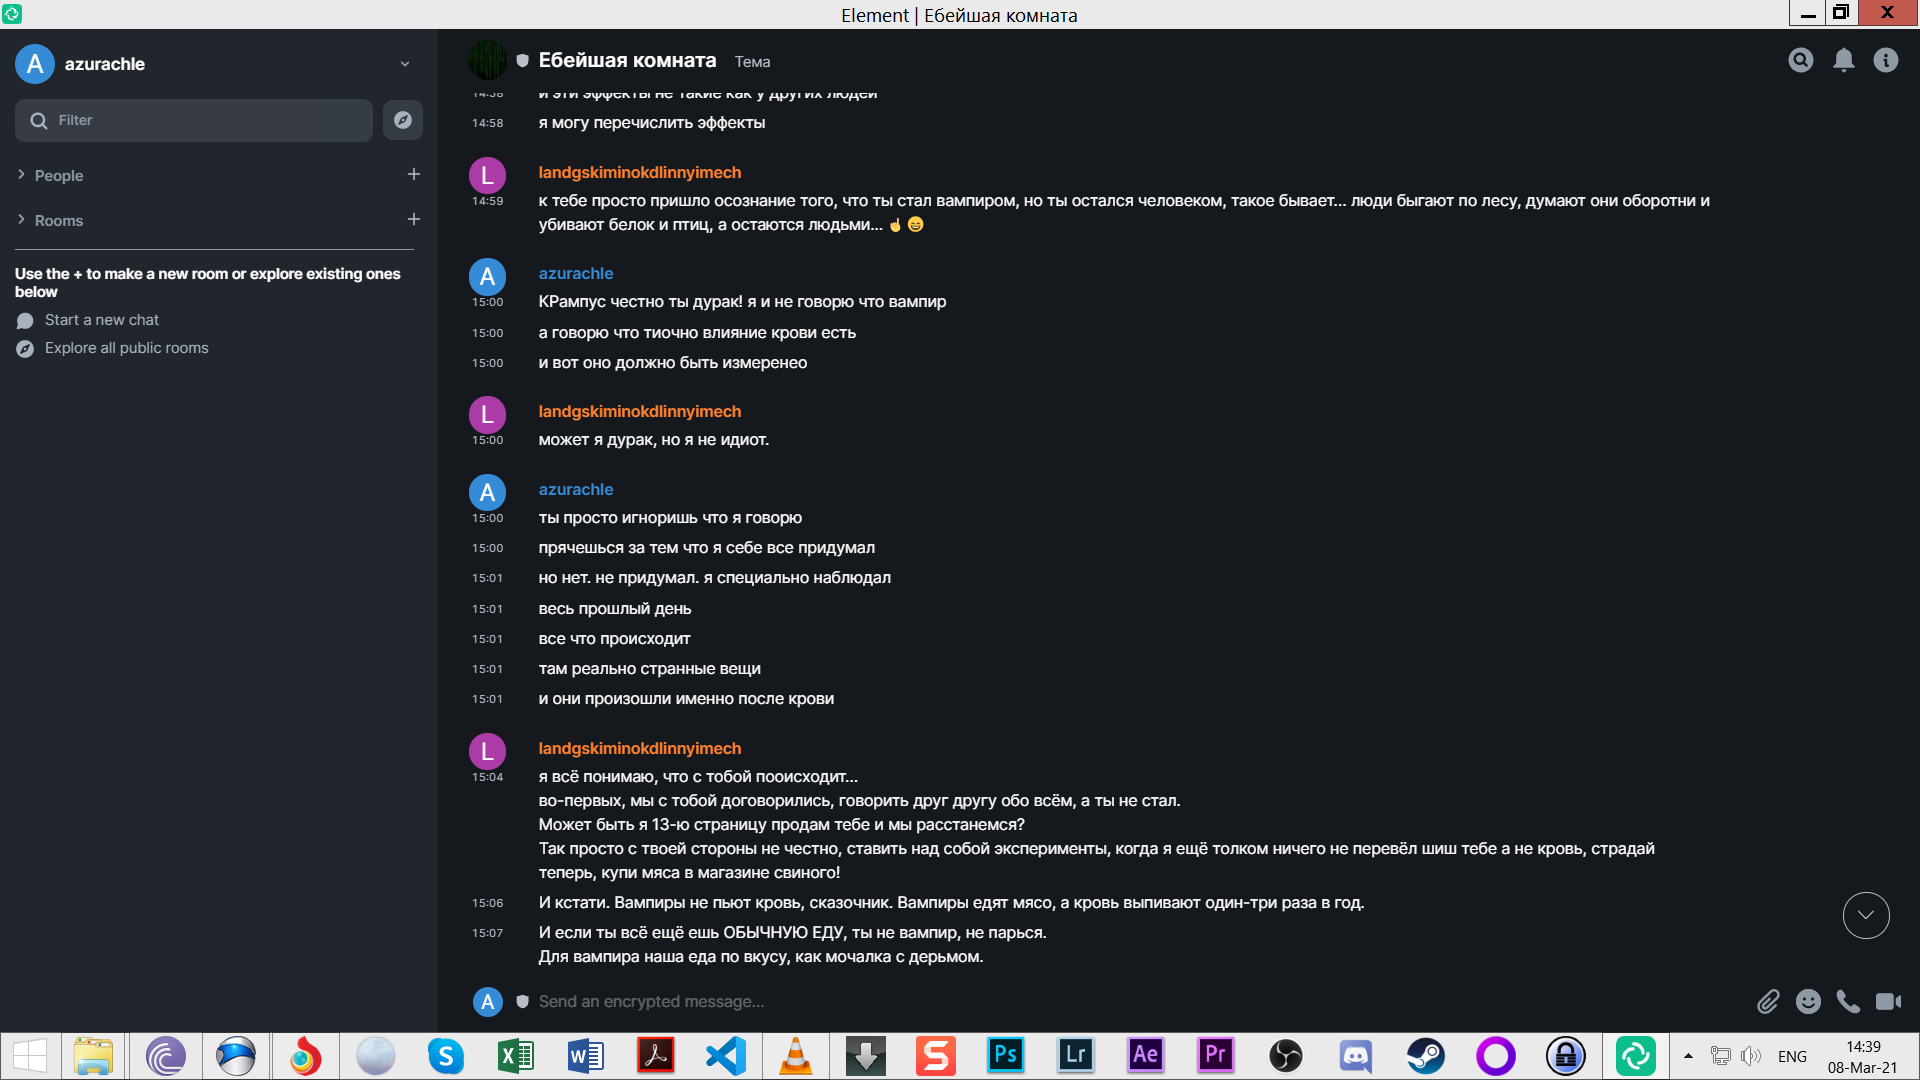 Element | Ебейшая комната
A azurachle
Filter
People
Rooms
Use the + to make a new room or explore existing ones
below
Start a new chat
Explore all public rooms
Ебейшая комната Тема
14:58 и эти эффекты не такие как у других людей
14:58 я могу перечислить эффекты
L landgskiminokdlinnyimech
14:59 к тебе просто пришло осознание того, что ты стал вампиром, но ты остался человеком, такое бывает... люди быгают по лесу, думают они оборотни и
убивают белок и птиц, а остаются людьми... ☝😄
A azurachle
15:00 КРампус честно ты дурак! я и не говорю что вампир
15:00 а говорю что тиочно влияние крови есть
15:00 и вот оно должно быть измеренео
L landgskiminokdlinnyimech
15:00 может я дурак, но я не идиот.
A azurachle
15:00 ты просто игноришь что я говорю
15:00 прячешься за тем что я себе все придумал
15:01 но нет. не придумал. я специально наблюдал
15:01 весь прошлый день
15:01 все что происходит
15:01 там реально странные вещи
15:01 и они произошли именно после крови
L landgskiminokdlinnyimech
15:04 я всё понимаю, что с тобой пооисходит...
во-первых, мы с тобой договорились, говорить друг другу обо всём, а ты не стал.
Может быть я 13-ю страницу продам тебе и мы расстанемся?
Так просто с твоей стороны не честно, ставить над собой эксперименты, когда я ещё толком ничего не перевёл шиш тебе а не кровь, страдай
теперь, купи мяса в магазине свиного!
15:06 И кстати. Вампиры не пьют кровь, сказочник. Вампиры едят мясо, а кровь выпивают один-три раза в год.
15:07 И если ты всё ещё ешь ОБЫЧНУЮ ЕДУ, ты не вампир, не парься.
Для вампира наша еда по вкусу, как мочалка с дерьмом.
A Send an encrypted message...
S X W S Ps Lr Ae Pr ENG 14:39
08-Mar-21